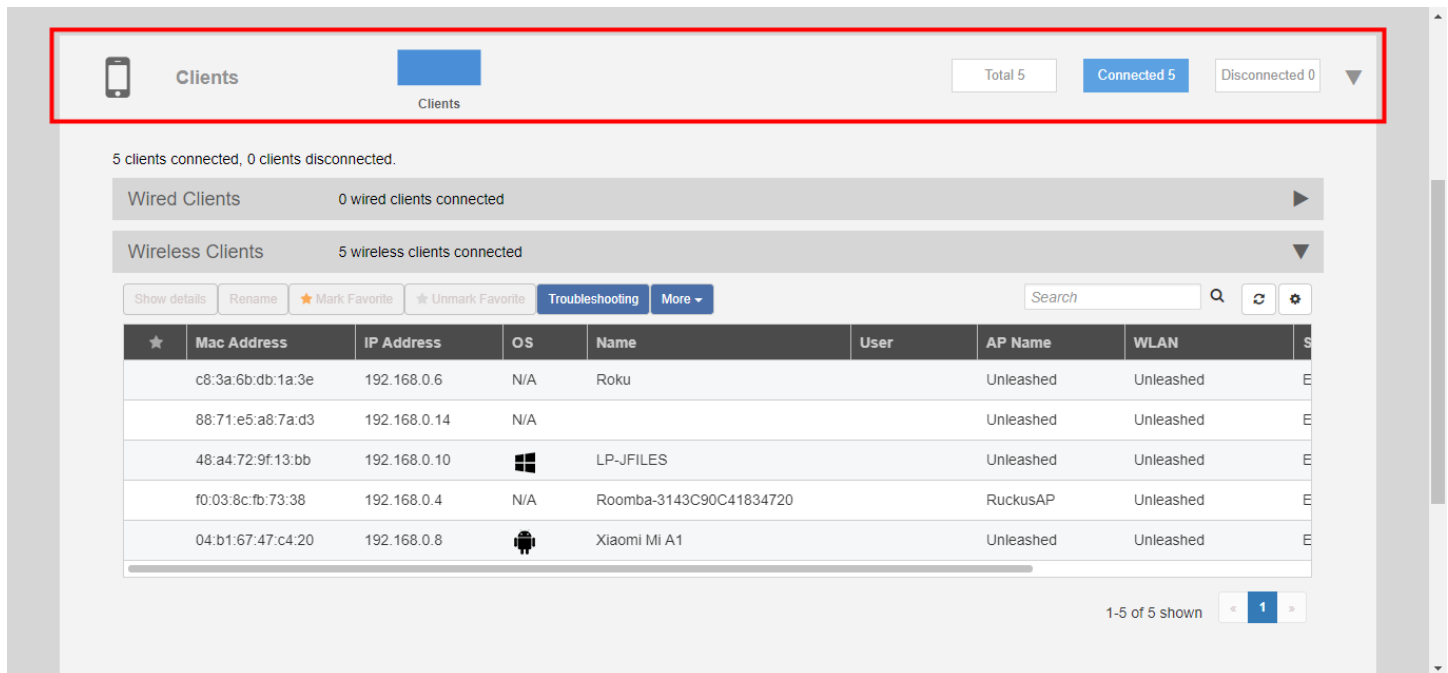 Clients Clients Total 5 Connected 5 Disconnected 0
5 clients connected, 0 clients disconnected.
Wired Clients 0 wired clients connected
Wireless Clients 5 wireless clients connected
Show details Rename Mark Favorite Unmark Favorite Troubleshooting More Search
Mac Address IP Address OS Name User AP Name WLAN S
c8:3a:6b:db:1a:3e 192.168.0.6 N/A Roku Unleashed Unleashed E
88:71:e5:a8:7a:d3 192.168.0.14 N/A Unleashed Unleashed E
48:a4:72:9f:13:bb 192.168.0.10 LP-JFILES Unleashed Unleashed E
f0:03:8c:fb:73:38 192.168.0.4 N/A Roomba-3143C90C41834720 RuckusAP Unleashed E
04:b1:67:47:c4:20 192.168.0.8 Xiaomi Mi A1 Unleashed Unleashed E
1-5 of 5 shown « 1 »